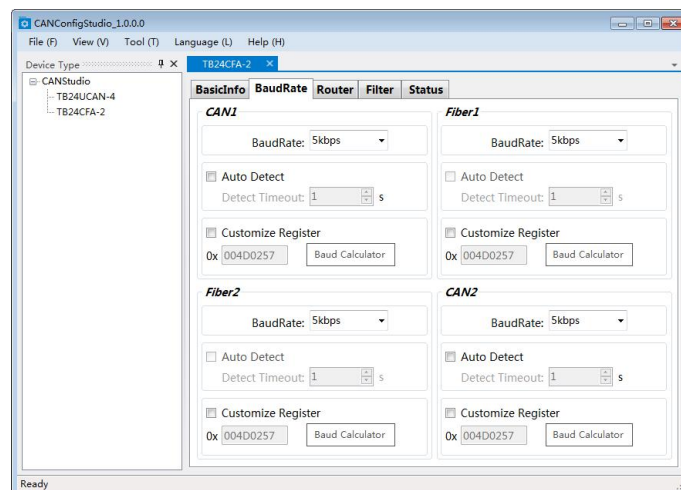 CANConfigStudio_1.0.0.0
File (F) View (V) Tool (T) Language (L) Help (H)
Device Type
CANStudio
TB24UCAN-4
TB24CFA-2
TB24CFA-2
BasicInfo BaudRate Router Filter Status
CAN1
BaudRate: 5kbps
Auto Detect
Detect Timeout: 1 s
Customize Register
0x 004D0257 Baud Calculator
Fiber1
BaudRate: 5kbps
Auto Detect
Detect Timeout: 1 s
Customize Register
0x 004D0257 Baud Calculator
Fiber2
BaudRate: 5kbps
Auto Detect
Detect Timeout: 1 s
Customize Register
0x 004D0257 Baud Calculator
CAN2
BaudRate: 5kbps
Auto Detect
Detect Timeout: 1 s
Customize Register
0x 004D0257 Baud Calculator
Ready